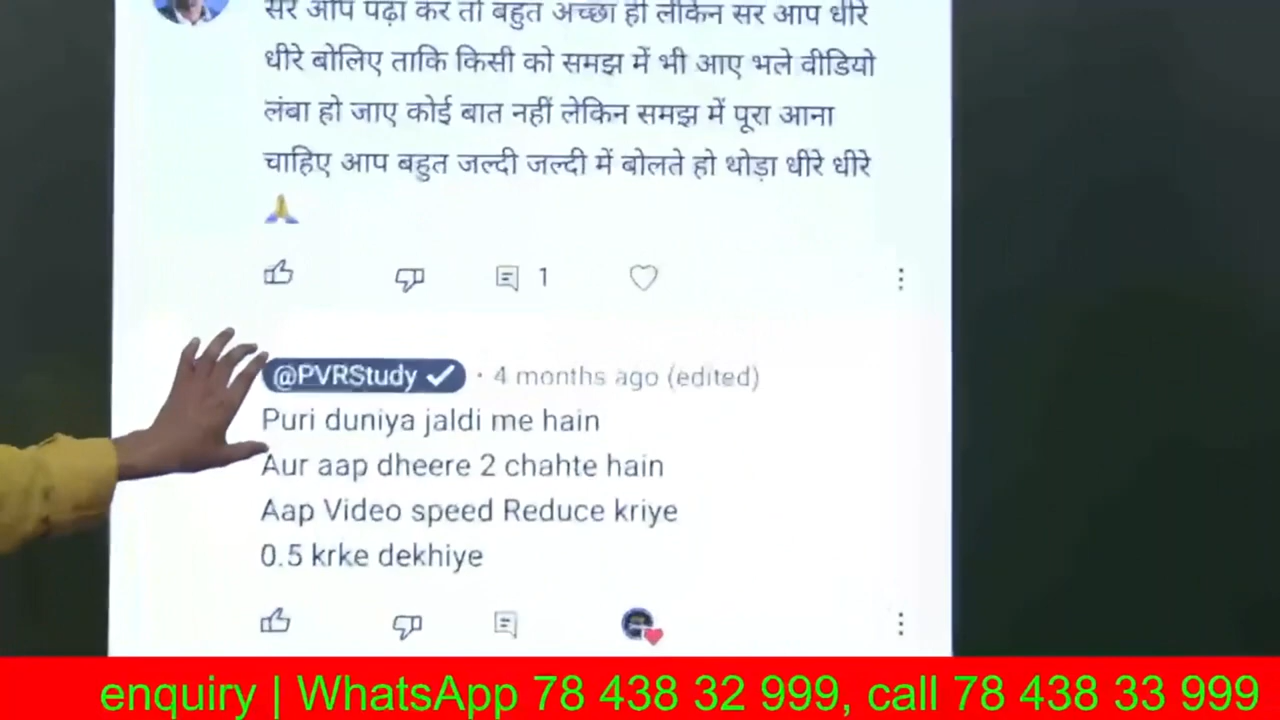 सर आप पढ़ा कर तो बहुत अच्छा हो लेकिन सर आप धीरे
धीरे बोलिए ताकि किसी को समझ में भी आए भले वीडियो
लंबा हो जाए कोई बात नहीं लेकिन समझ में पूरा आना
चाहिए आप बहुत जल्दी जल्दी में बोलते हो थोड़ा धीरे धीरे
🙏
1
@PVRStudy ✔ · 4 months ago (edited)
Puri duniya jaldi me hain
Aur aap dheere 2 chahte hain
Aap Video speed Reduce kriye
0.5 krke dekhiye
enquiry | WhatsApp 78 438 32 999, call 78 438 33 999